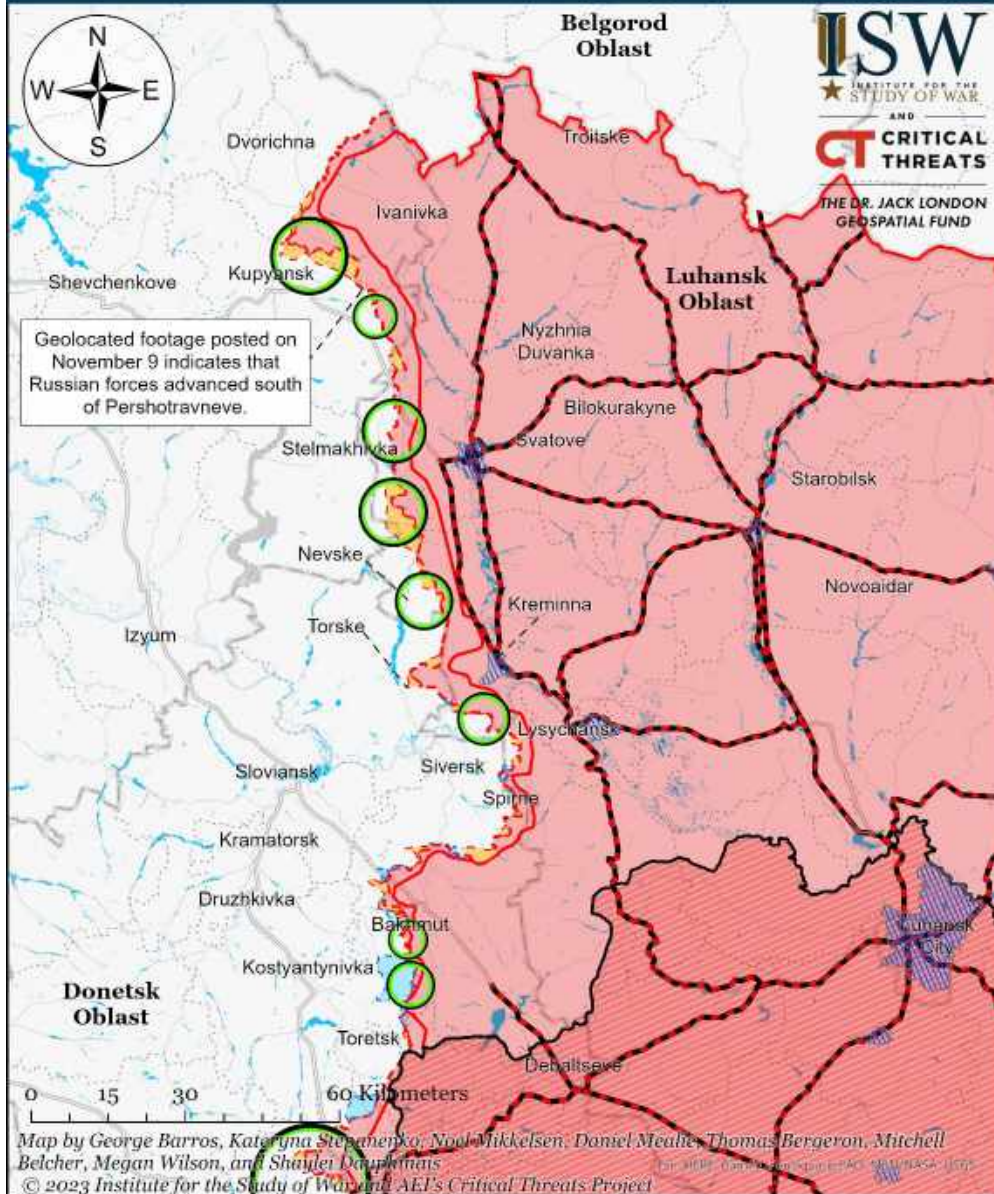 Belgorod
Oblast
N
W E
S
ISW
INSTITUTE FOR THE
STUDY OF WAR
AND
CT CRITICAL
THREATS
THE DR. JACK LONDON
GEOSPATIAL FUND
Dvorichna
Troitske
Ivanivka
Kupyansk
Shevchenkove
Luhansk
Oblast
Geolocated footage posted on
November 9 indicates that
Russian forces advanced south
of Pershotravneve.
Nyzhnia
Duvanka
Bilokurakyne
Svatove
Stelmakhivka
Starobilsk
Nevske
Novoaidar
Kreminna
Torske
Izyum
Lysychansk
Siversk
Sloviansk
Spirne
Kramatorsk
Druzhkivka
Bakhmut
Luhansk
City
Kostyantynivka
Donetsk
Oblast
Toretsk
Debaltseve
0 15 30 60 Kilometers
Map by George Barros, Kateryna Stepanenko, Noel Mikkelsen, Daniel Mealie, Thomas Bergeron, Mitchell
Belcher, Megan Wilson, and Shaylei Dauphinais
© 2023 Institute for the Study of War and AEI's Critical Threats Project